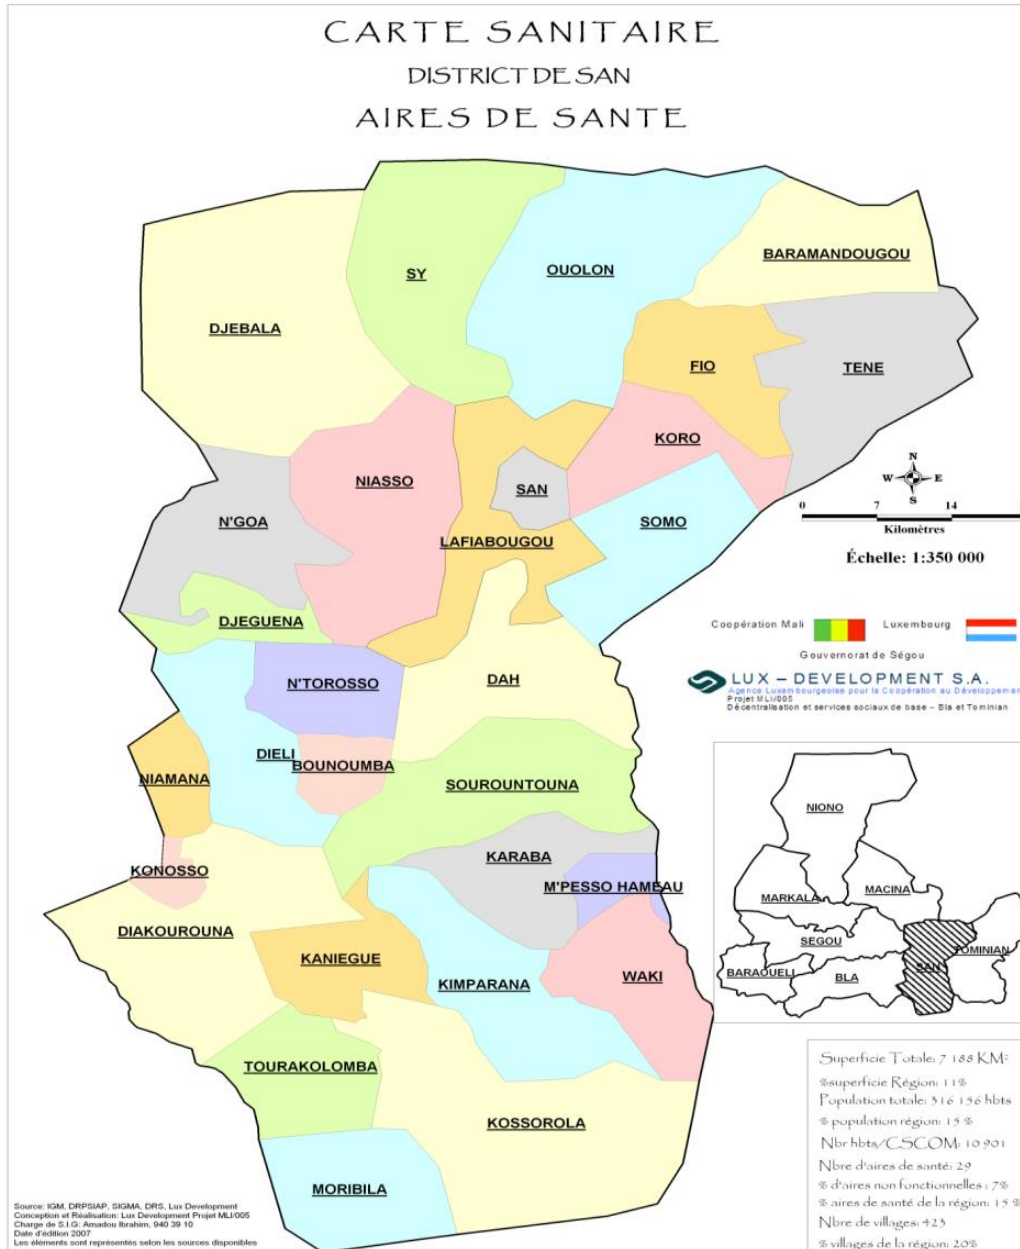 CARTE SANITAIRE
DISTRICT DE SAN
AIRES DE SANTE
BARAMANDOUGOU
SY
OUOLON
DJEBALA
FIO
TENE
KORO
NIASSO
SAN
N'GOA
SOMO
LAFIABOUGOU
DJEGUENA
N'TOROSSO
DAH
DIELI
BOUNOUMBA
NIAMANA
SOUROUNTOUNA
KARABA
KONOSSO
M'PESSO HAMEAU
DIAKOUROUNA
KANIEGUE
KIMPARANA
WAKI
TOURAKOLOMBA
KOSSOROLA
MORIBILA
N
W E
S
0 7 14
Kilomètres
Échelle: 1:350 000
Coopération Mali Luxembourg
Gouvernorat de Ségou
LUX – DEVELOPMENT S.A.
Agence Luxembourgeoise pour la Coopération au Développemen
Projet MLI/005
Décentralisation et services sociaux de base – Bla et Tominian
NIONO
MARKALA
MACINA
SEGOU
TOMINIAN
BARAOUELI
BLA
SAN
Superficie Totale: 7 188 KM²
%superficie Région: 11%
Population totale: 316 156 hbts
% population région: 15 %
Nbr hbts/CSCOM: 10 901
Nbre d'aires de santé: 29
% d'aires non fonctionnelles : 7%
% aires de santé de la région: 15 %
Nbre de villages: 423
% villages de la région: 20%
Source: IGM, DRPSIAP, SIGMA, DRS, Lux Development
Conception et Réalisation: Lux Development Projet MLI/005
Charge de S.I.G: Amadou Ibrahim, 940 39 10
Date d'édition 2007
Les éléments sont représentés selon les sources disponibles